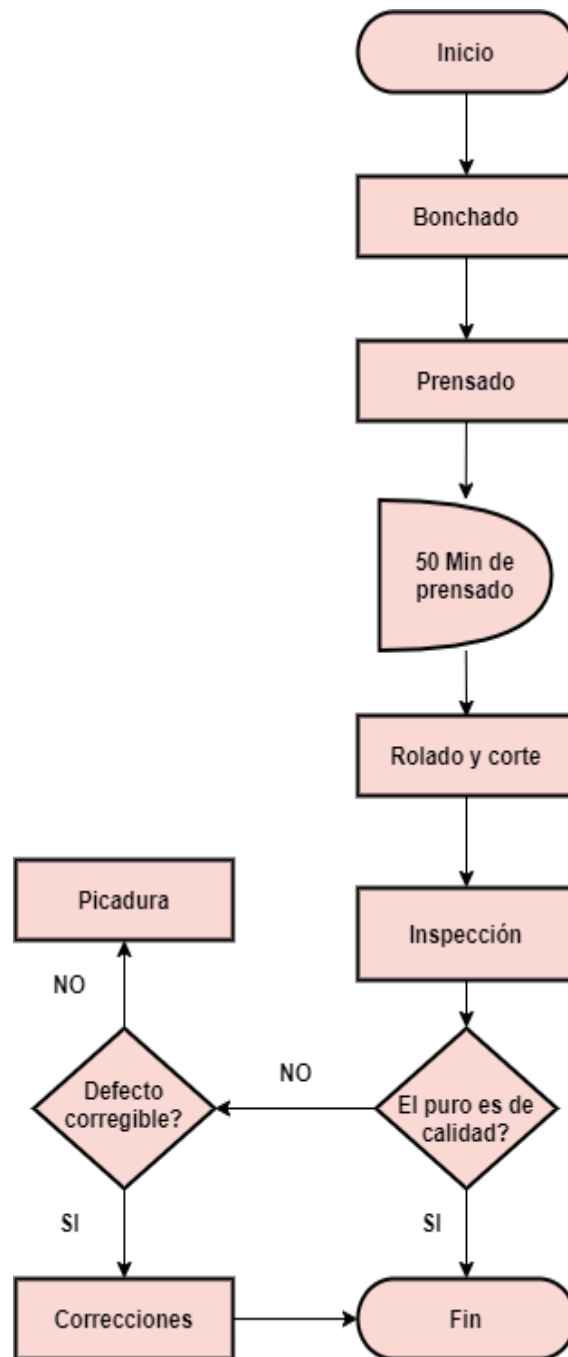 Inicio
Bonchado
Prensado
50 Min de
prensado
Rolado y corte
Inspección
El puro es de
calidad?
NO
SI
Defecto
corregible?
NO
Picadura
SI
Correcciones
Fin